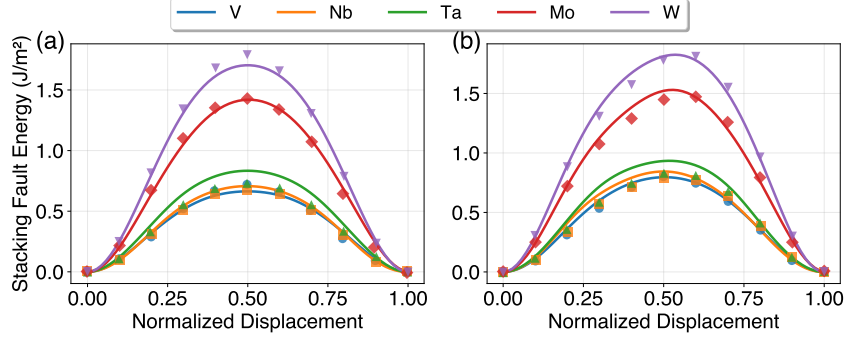 V Nb Ta Mo W
(a) (b)
Stacking Fault Energy (J/m²)
1.5
1.0
0.5
0.0
0.00 0.25 0.50 0.75 1.00
Normalized Displacement
1.5
1.0
0.5
0.0
0.00 0.25 0.50 0.75 1.00
Normalized Displacement